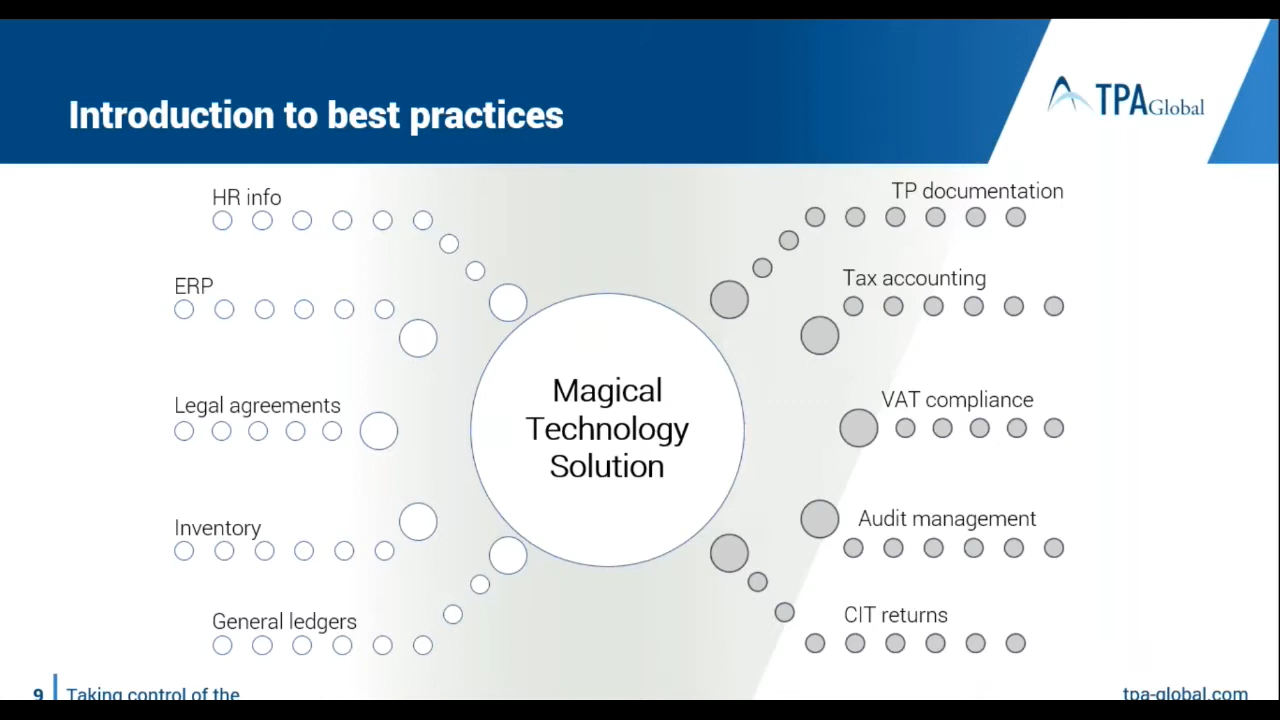 Introduction to best practices
TPA Global
HR info
ERP
Legal agreements
Inventory
General ledgers
Magical
Technology
Solution
TP documentation
Tax accounting
VAT compliance
Audit management
CIT returns
9
Taking control of the
tpa-global.com